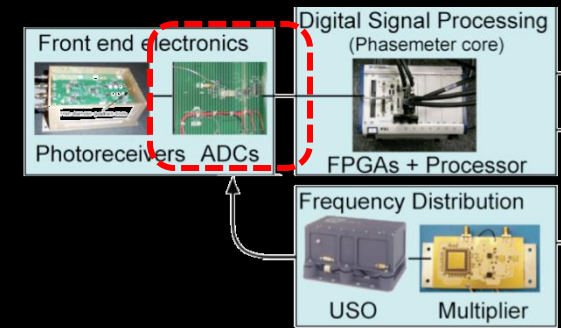 Front end electronics
Photoreceivers ADCs
Digital Signal Processing
(Phasemeter core)
FPGAs + Processor
Frequency Distribution
USO Multiplier